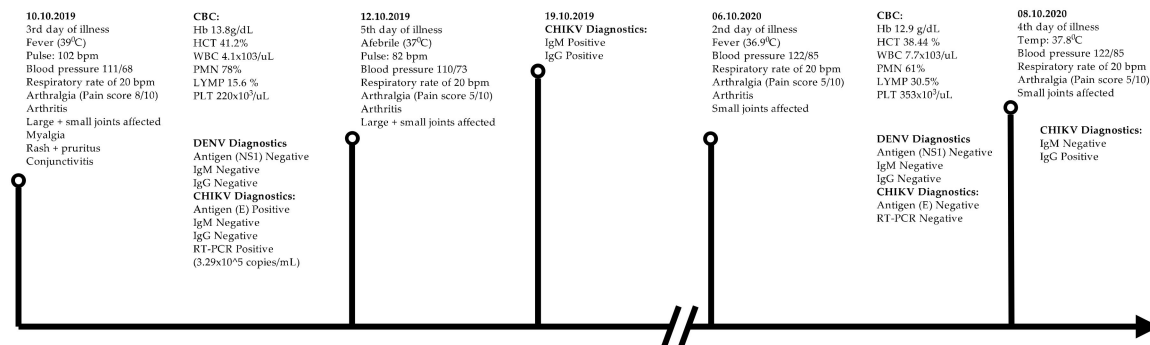 10.10.2019
3rd day of illness
Fever (39⁰C)
Pulse: 102 bpm
Blood pressure 111/68
Respiratory rate of 20 bpm
Arthralgia (Pain score 8/10)
Arthritis
Large + small joints affected
Myalgia
Rash + pruritus
Conjunctivitis
CBC:
Hb 13.8g/dL
HCT 41.2%
WBC 4.1x103/uL
PMN 78%
LYMP 15.6 %
PLT 220x10³/uL
DENV Diagnostics
Antigen (NS1) Negative
IgM Negative
IgG Negative
CHIKV Diagnostics:
Antigen (E) Positive
IgM Negative
IgG Negative
RT-PCR Positive
(3.29x10^5 copies/mL)
12.10.2019
5th day of illness
Afebrile (37⁰C)
Pulse: 82 bpm
Blood pressure 110/73
Respiratory rate of 20 bpm
Arthralgia (Pain score 5/10)
Arthritis
Large + small joints affected
19.10.2019
CHIKV Diagnostics:
IgM Positive
IgG Positive
06.10.2020
2nd day of illness
Fever (36.9⁰C)
Blood pressure 122/85
Respiratory rate of 20 bpm
Arthralgia (Pain score 5/10)
Arthritis
Small joints affected
CBC:
Hb 12.9 g/dL
HCT 38.44 %
WBC 7.7x103/uL
PMN 61%
LYMP 30.5%
PLT 353x10³/uL
DENV Diagnostics
Antigen (NS1) Negative
IgM Negative
IgG Negative
CHIKV Diagnostics:
Antigen (E) Negative
RT-PCR Negative
08.10.2020
4th day of illness
Temp: 37.8⁰C
Blood pressure 122/85
Respiratory rate of 20 bpm
Arthralgia (Pain score 5/10)
Small joints affected
CHIKV Diagnostics:
IgM Negative
IgG Positive